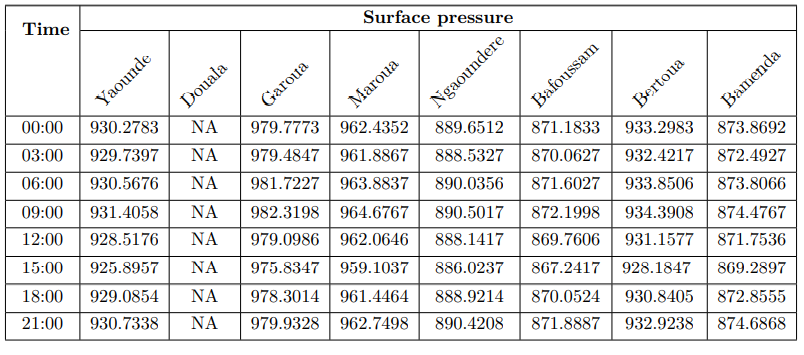 Surface pressure
Time
Yaounde Douala Garoua Maroua Ngaoundere Bafoussam Bertoua Bamenda
00:00 930.2783 NA 979.7773 962.4352 889.6512 871.1833 933.2983 873.8692
03:00 929.7397 NA 979.4847 961.8867 888.5327 870.0627 932.4217 872.4927
06:00 930.5676 NA 981.7227 963.8837 890.0356 871.6027 933.8506 873.8066
09:00 931.4058 NA 982.3198 964.6767 890.5017 872.1998 934.3908 874.4767
12:00 928.5176 NA 979.0986 962.0646 888.1417 869.7606 931.1577 871.7536
15:00 925.8957 NA 975.8347 959.1037 886.0237 867.2417 928.1847 869.2897
18:00 929.0854 NA 978.3014 961.4464 888.9214 870.0524 930.8405 872.8555
21:00 930.7338 NA 979.9328 962.7498 890.4208 871.8887 932.9238 874.6868